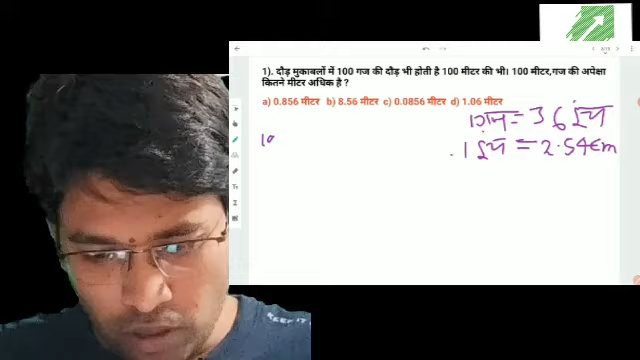 1). दौड़ मुकाबलों में 100 गज की दौड़ भी होती है 100 मीटर की भी। 100 मीटर,गज की अपेक्षा
कितने मीटर अधिक है ?
a) 0.856 मीटर b) 8.56 मीटर c) 0.0856 मीटर d) 1.06 मीटर
1गज = 36 इंच
1 इंच = 2.54cm
10